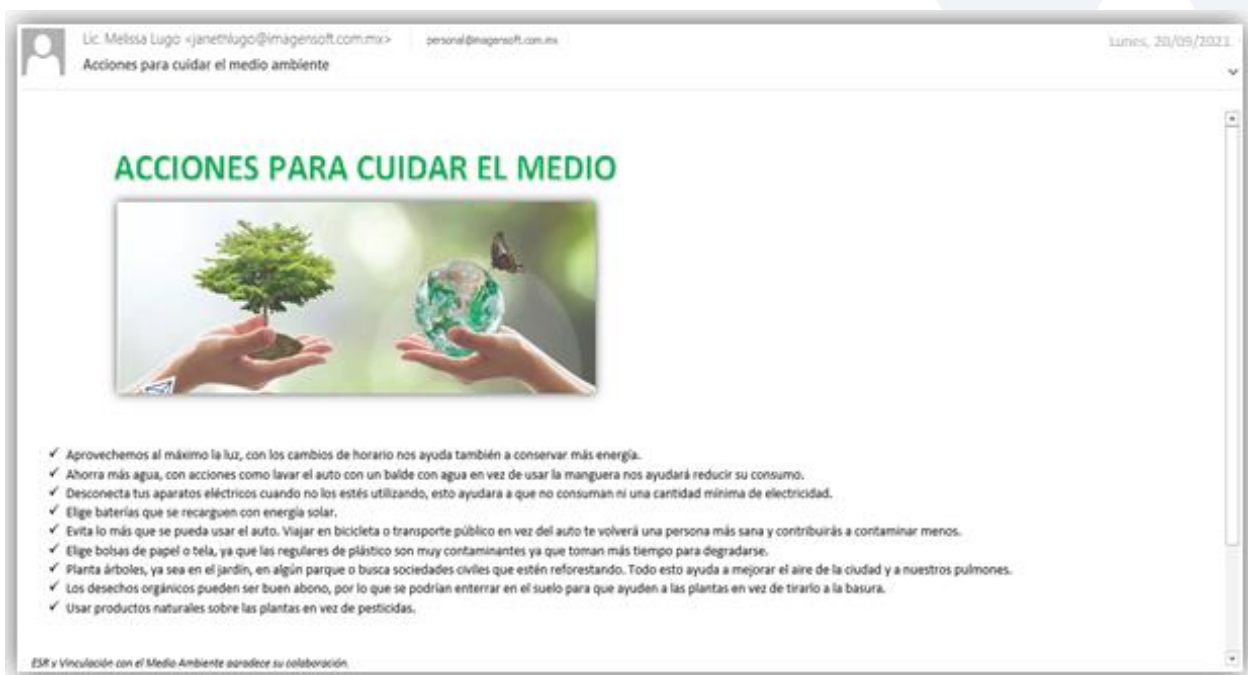 Lic. Melissa Lugo <janethlugo@imagensoft.com.mx> personal@imagensoft.com.mx Lunes, 20/09/2021
Acciones para cuidar el medio ambiente
ACCIONES PARA CUIDAR EL MEDIO
✓ Aprovechemos al máximo la luz, con los cambios de horario nos ayuda también a conservar más energía.
✓ Ahorra más agua, con acciones como lavar el auto con un balde con agua en vez de usar la manguera nos ayudará reducir su consumo.
✓ Desconecta tus aparatos eléctricos cuando no los estés utilizando, esto ayudara a que no consuman ni una cantidad mínima de electricidad.
✓ Elige baterías que se recarguen con energía solar.
✓ Evita lo más que se pueda usar el auto. Viajar en bicicleta o transporte público en vez del auto te volverá una persona más sana y contribuirás a contaminar menos.
✓ Elige bolsas de papel o tela, ya que las regulares de plástico son muy contaminantes ya que toman más tiempo para degradarse.
✓ Planta árboles, ya sea en el jardín, en algún parque o busca sociedades civiles que estén reforestando. Todo esto ayuda a mejorar el aire de la ciudad y a nuestros pulmones.
✓ Los desechos orgánicos pueden ser buen abono, por lo que se podrían enterrar en el suelo para que ayuden a las plantas en vez de tirarlo a la basura.
✓ Usar productos naturales sobre las plantas en vez de pesticidas.
ESR y Vinculación con el Medio Ambiente agradece su colaboración.